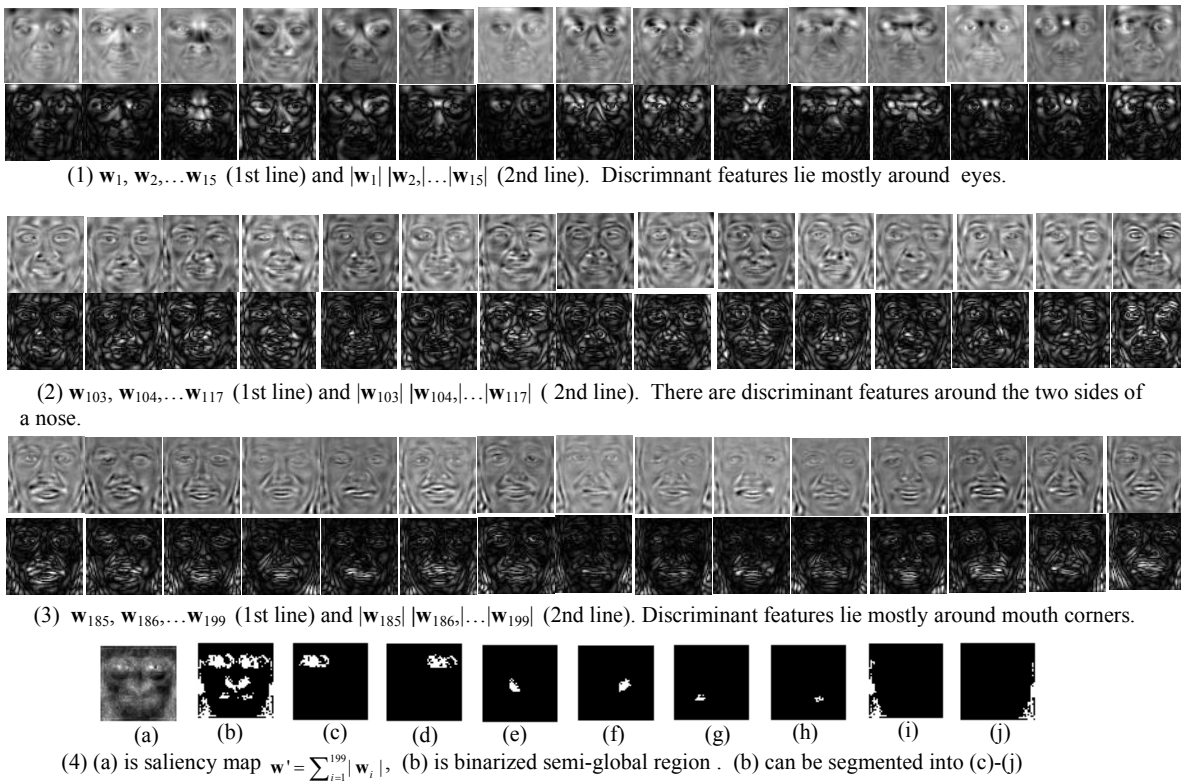 (1) w1, w2,…w15 (1st line) and |w1| |w2,|…|w15| (2nd line). Discrimnant features lie mostly around eyes.
(2) w103, w104,…w117 (1st line) and |w103| |w104,|…|w117| ( 2nd line). There are discriminant features around the two sides of
a nose.
(3) w185, w186,…w199 (1st line) and |w185| |w186,|…|w199| (2nd line). Discriminant features lie mostly around mouth corners.
(a) (b) (c) (d) (e) (f) (g) (h) (i) (j)
(4) (a) is saliency map w' = ∑_{i=1}^{199} | w_i |, (b) is binarized semi-global region . (b) can be segmented into (c)-(j)